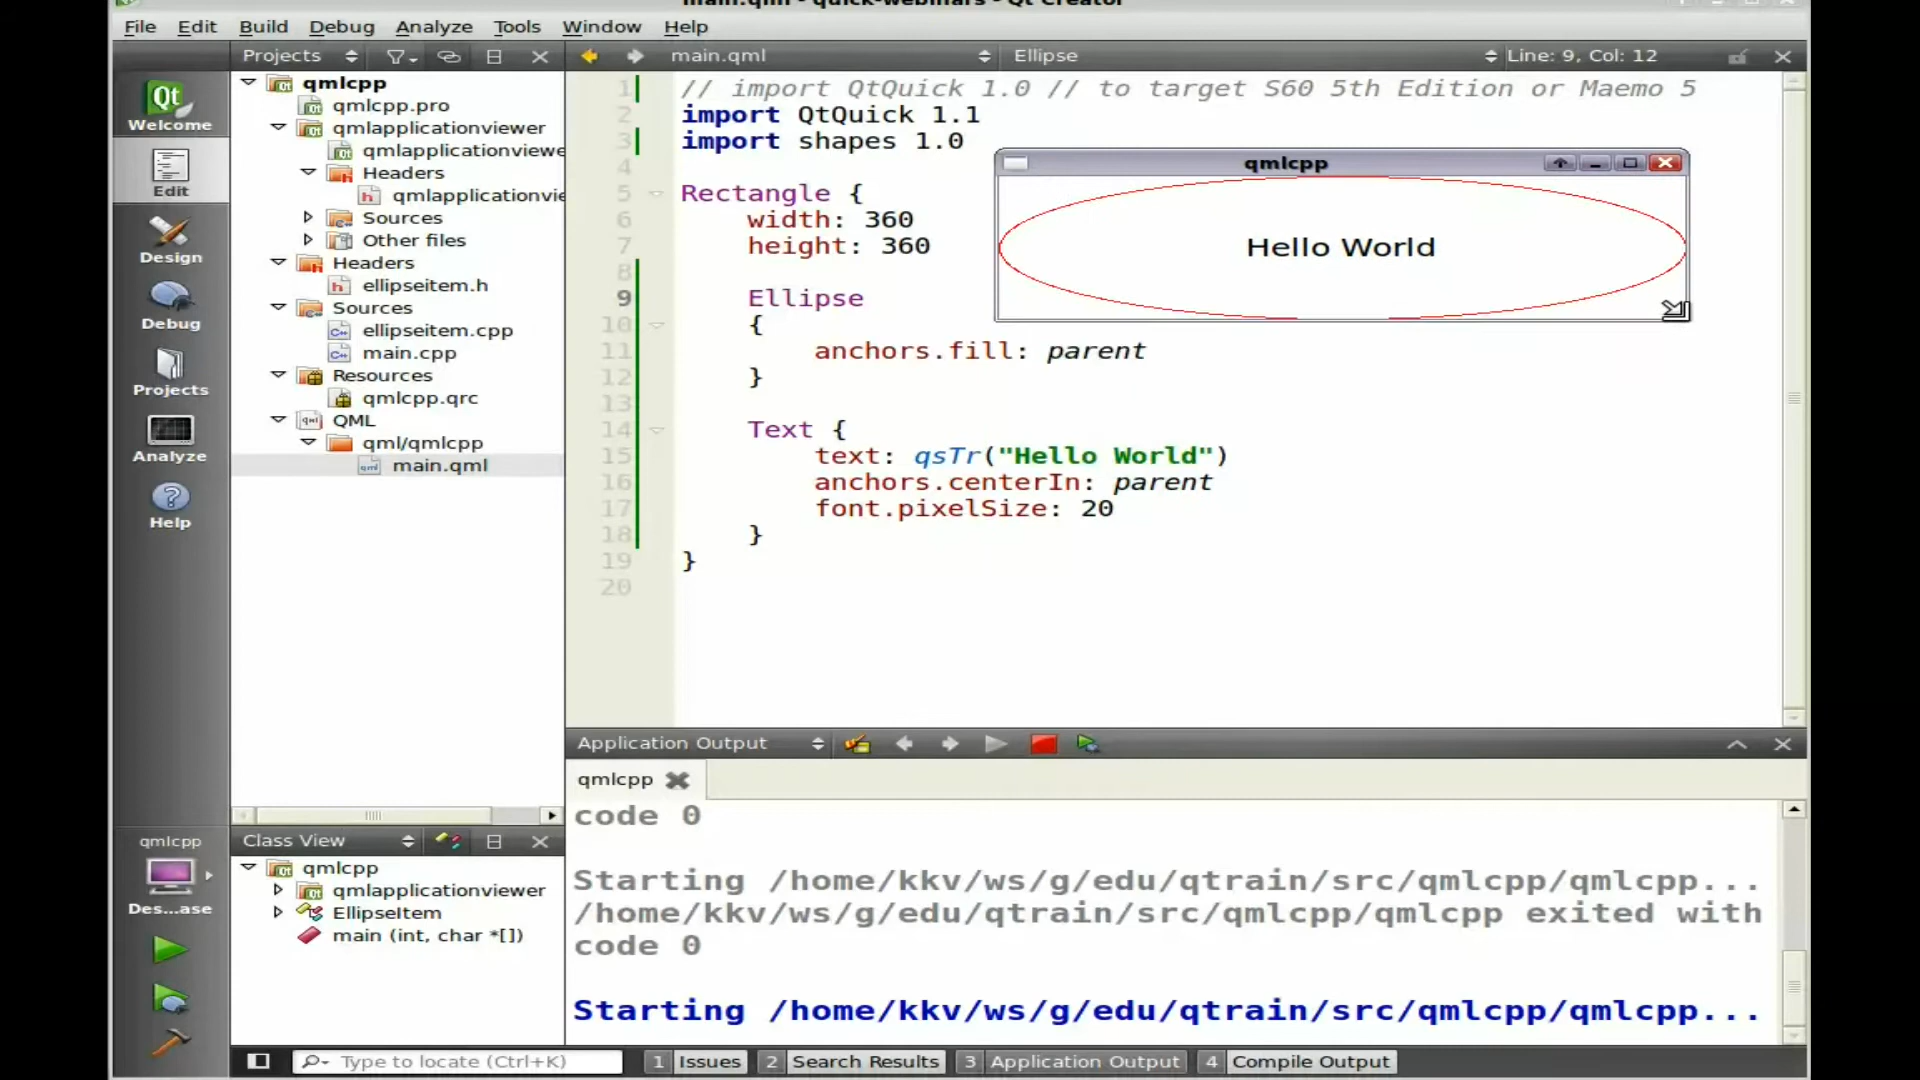 main.qml - quick-webinars - Qt Creator
File Edit Build Debug Analyze Tools Window Help
Projects
main.qml
Ellipse
Line: 9, Col: 12
Qt
Welcome
Edit
Design
Debug
Projects
Analyze
Help
qmlcpp
qmlcpp.pro
qmlapplicationviewer
qmlapplicationviewe
Headers
qmlapplicationvie
Sources
Other files
Headers
ellipseitem.h
Sources
ellipseitem.cpp
main.cpp
Resources
qmlcpp.qrc
QML
qml/qmlcpp
main.qml
1 // import QtQuick 1.0 // to target S60 5th Edition or Maemo 5
2 import QtQuick 1.1
3 import shapes 1.0
4
5 Rectangle {
6 width: 360
7 height: 360
8
9 Ellipse
10 {
11 anchors.fill: parent
12 }
13
14 Text {
15 text: qsTr("Hello World")
16 anchors.centerIn: parent
17 font.pixelSize: 20
18 }
19 }
20
qmlcpp
Hello World
Application Output
qmlcpp
code 0
Starting /home/kkv/ws/g/edu/qtrain/src/qmlcpp/qmlcpp...
/home/kkv/ws/g/edu/qtrain/src/qmlcpp/qmlcpp exited with
code 0
Starting /home/kkv/ws/g/edu/qtrain/src/qmlcpp/qmlcpp...
Class View
qmlcpp
qmlapplicationviewer
EllipseItem
main (int, char *[])
qmlcpp
Des...ase
Type to locate (Ctrl+K)
1 Issues
2 Search Results
3 Application Output
4 Compile Output